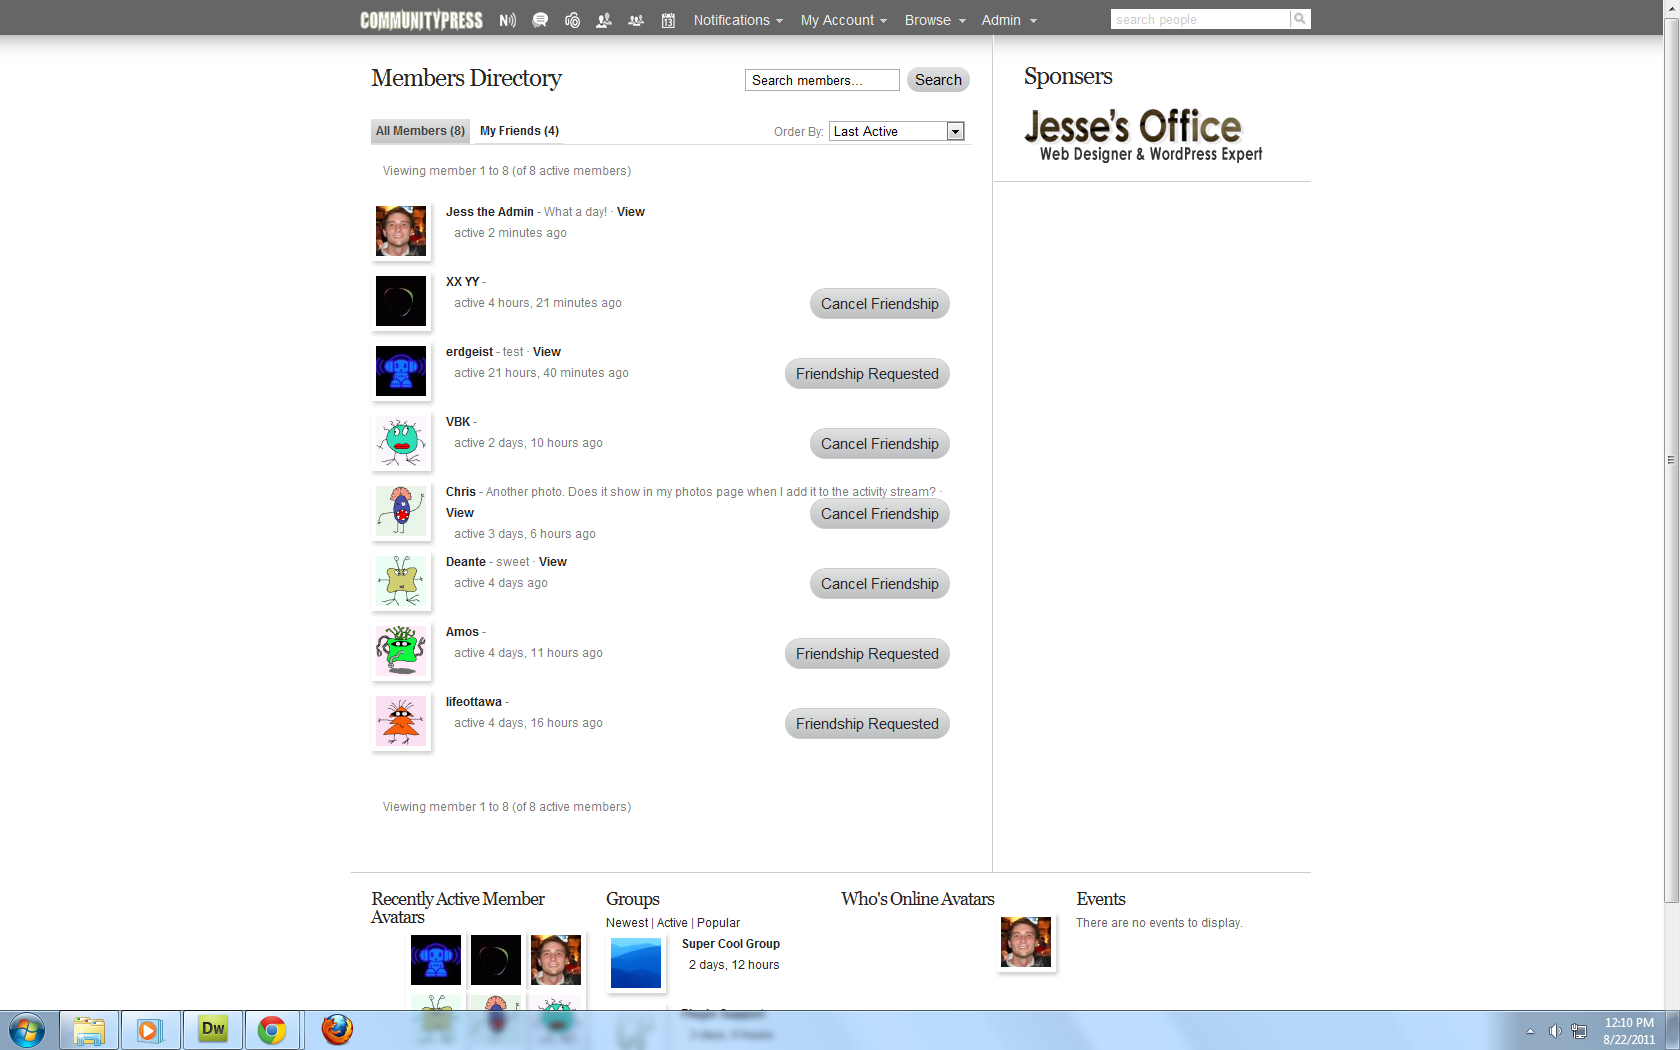 COMMUNITYPRESS N)) 13 Notifications My Account Browse Admin search people
Members Directory
Search members... Search
All Members (8) My Friends (4) Order By: Last Active
Viewing member 1 to 8 (of 8 active members)
Jess the Admin - What a day! · View
active 2 minutes ago
XX YY -
active 4 hours, 21 minutes ago
Cancel Friendship
erdgeist - test · View
active 21 hours, 40 minutes ago
Friendship Requested
VBK -
active 2 days, 10 hours ago
Cancel Friendship
Chris - Another photo. Does it show in my photos page when I add it to the activity stream? ·
View
active 3 days, 6 hours ago
Cancel Friendship
Deante - sweet · View
active 4 days ago
Cancel Friendship
Amos -
active 4 days, 11 hours ago
Friendship Requested
lifeottawa -
active 4 days, 16 hours ago
Friendship Requested
Viewing member 1 to 8 (of 8 active members)
Sponsers
Jesse's Office
Web Designer & WordPress Expert
Recently Active Member
Avatars
Groups
Newest | Active | Popular
Super Cool Group
2 days, 12 hours
Who's Online Avatars
Events
There are no events to display.
Dw
12:10 PM
8/22/2011